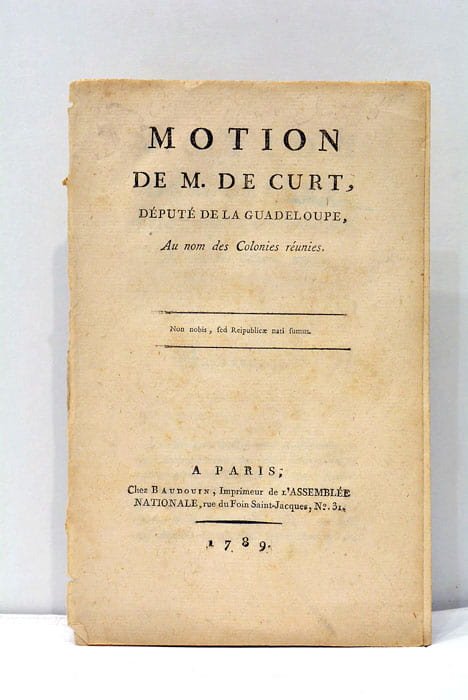 MOTION
DE M. DE CURT,
DÉPUTÉ DE LA GUADELOUPE,
Au nom des Colonies réunies.
Non nobis, ſed Reipublicæ nati ſumus.
A PARIS,
Chez BAUDOUIN, Imprimeur de L'ASSEMBLÉE
NATIONALE, rue du Foin Saint-Jacques, No. 31.
1789.